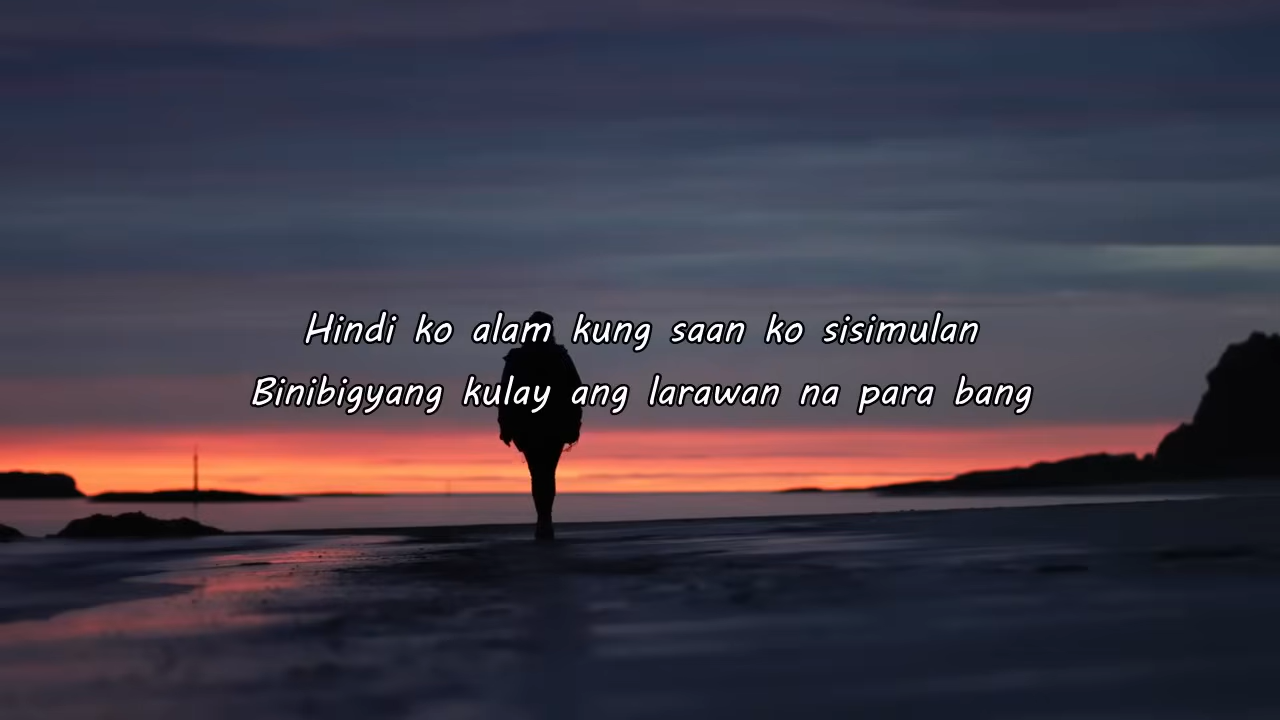 Hindi ko alam kung saan ko sisimulan
Binibigyang kulay ang larawan na para bang